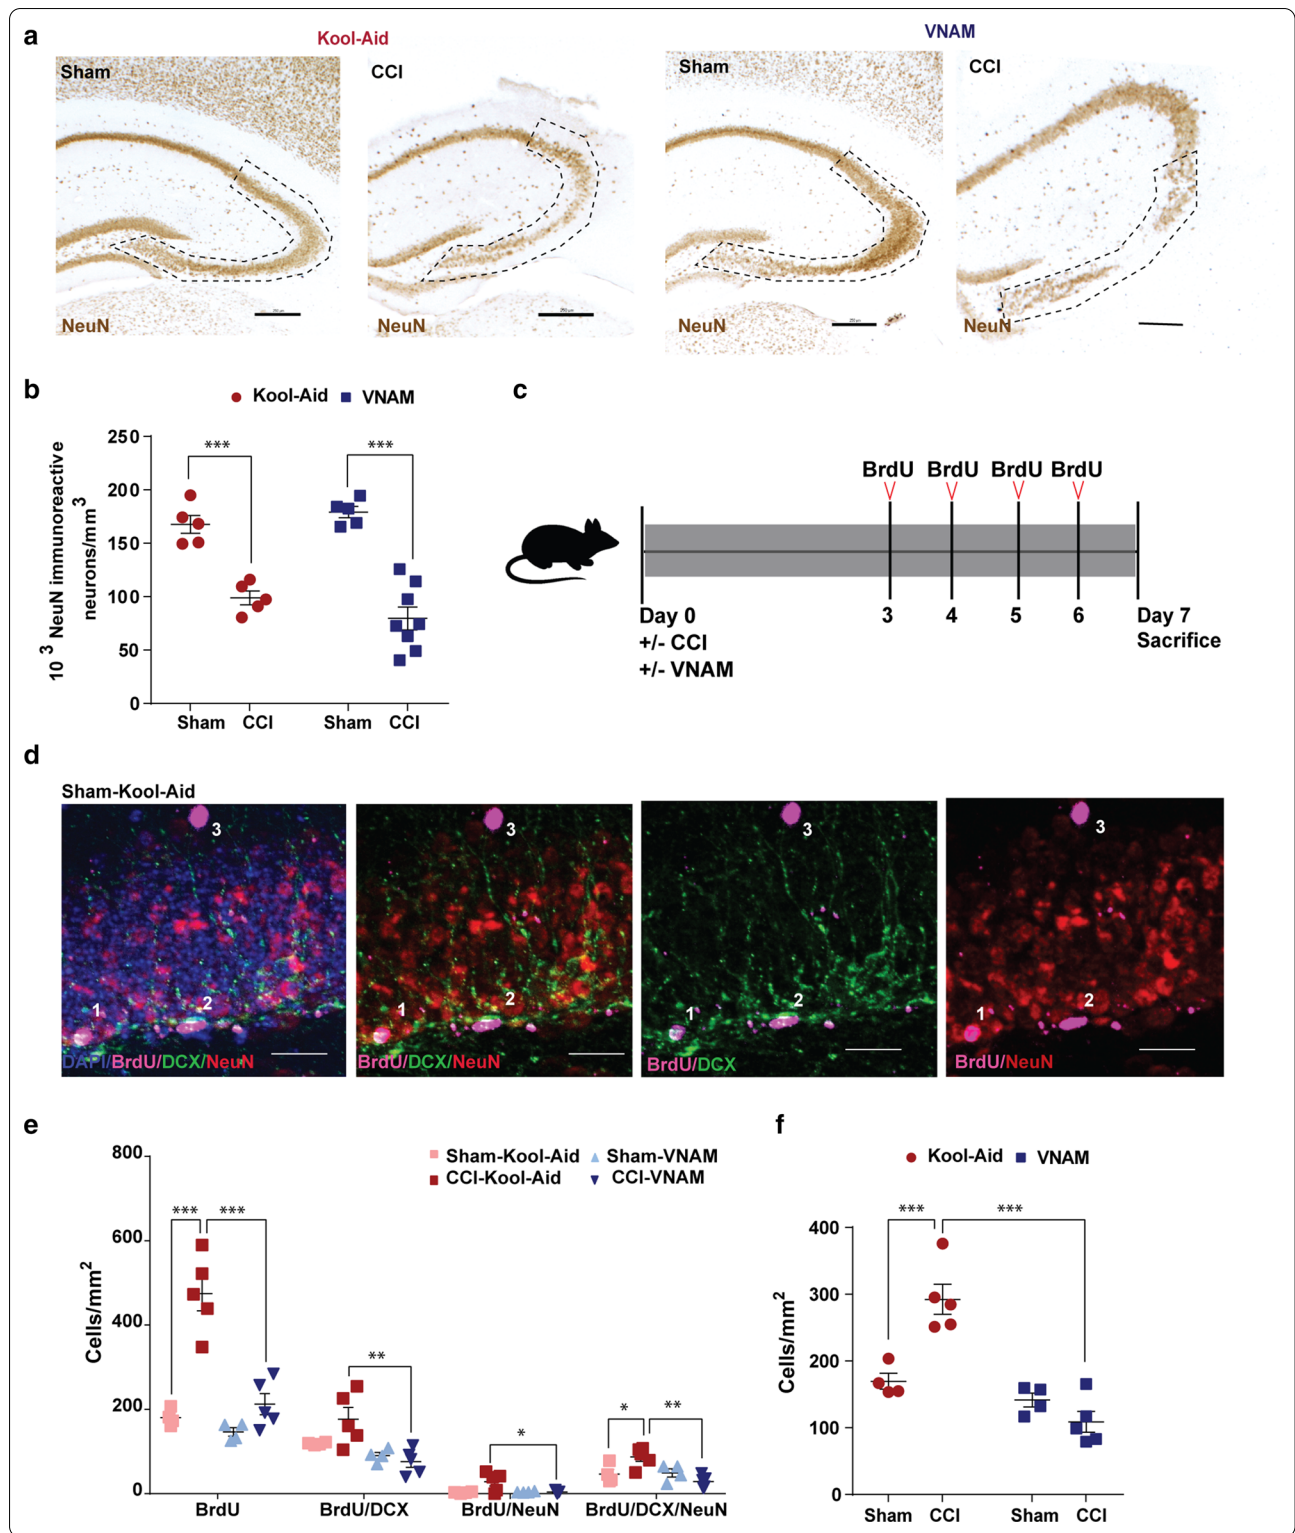 a
Kool-Aid
VNAM
Sham
CCI
Sham
CCI
NeuN
NeuN
NeuN
NeuN
b
Kool-Aid
VNAM
10³ NeuN immunoreactive
neurons/mm³
250
200
150
100
50
0
***
***
Sham
CCI
Sham
CCI
c
BrdU
BrdU
BrdU
BrdU
Day 0
3
4
5
6
Day 7
+/- CCI
Sacrifice
+/- VNAM
d
Sham-Kool-Aid
3
3
3
3
1
2
1
2
1
2
1
2
DAPI/BrdU/DCX/NeuN
BrdU/DCX/NeuN
BrdU/DCX
BrdU/NeuN
e
Sham-Kool-Aid
Sham-VNAM
CCI-Kool-Aid
CCI-VNAM
Cells/mm²
800
600
400
200
0
***
***
**
*
*
**
BrdU
BrdU/DCX
BrdU/NeuN
BrdU/DCX/NeuN
f
Kool-Aid
VNAM
Cells/mm²
400
300
200
100
0
***
***
Sham
CCI
Sham
CCI